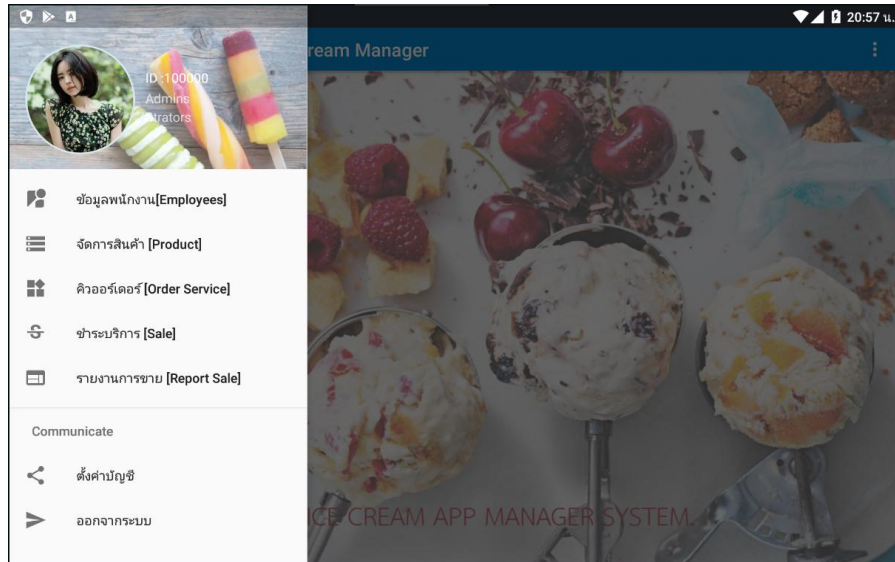 20:57 น.
ream Manager
ID :100000
Admins
trators
ข้อมูลพนักงาน[Employees]
จัดการสินค้า [Product]
คิวออร์เดอร์ [Order Service]
ชำระบริการ [Sale]
รายงานการขาย [Report Sale]
Communicate
ตั้งค่าบัญชี
ออกจากระบบ
ICE-CREAM APP MANAGER SYSTEM.